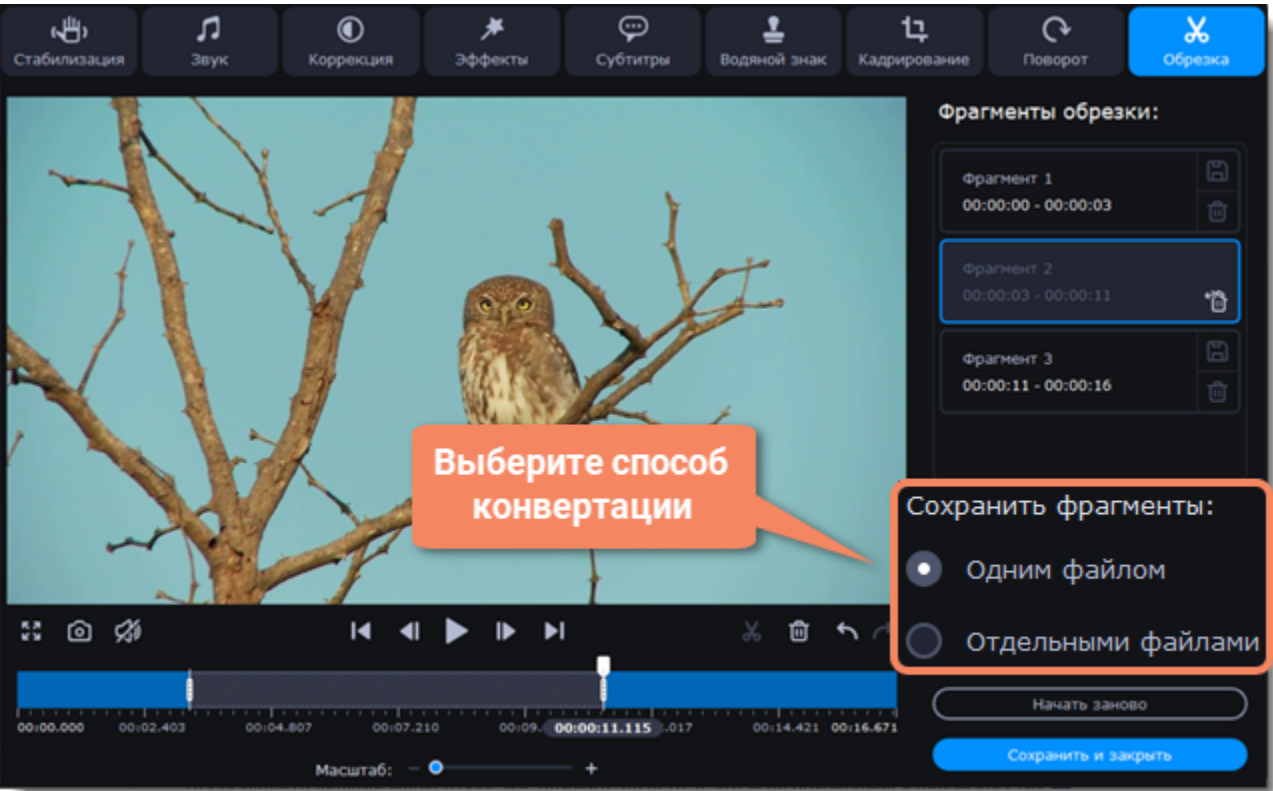 Стабилизация
Звук
Коррекция
Эффекты
Субтитры
Водяной знак
Кадрирование
Поворот
Обрезка
Фрагменты обрезки:
Фрагмент 1
00:00:00 - 00:00:03
Фрагмент 2
00:00:03 - 00:00:11
Фрагмент 3
00:00:11 - 00:00:16
Выберите способ
конвертации
Сохранить фрагменты:
Одним файлом
Отдельными файлами
00:00.000 00:02.403 00:04.807 00:07.210 00:09. 00:00:11.115 .017 00:14.421 00:16.671
Масштаб: − +
Начать заново
Сохранить и закрыть